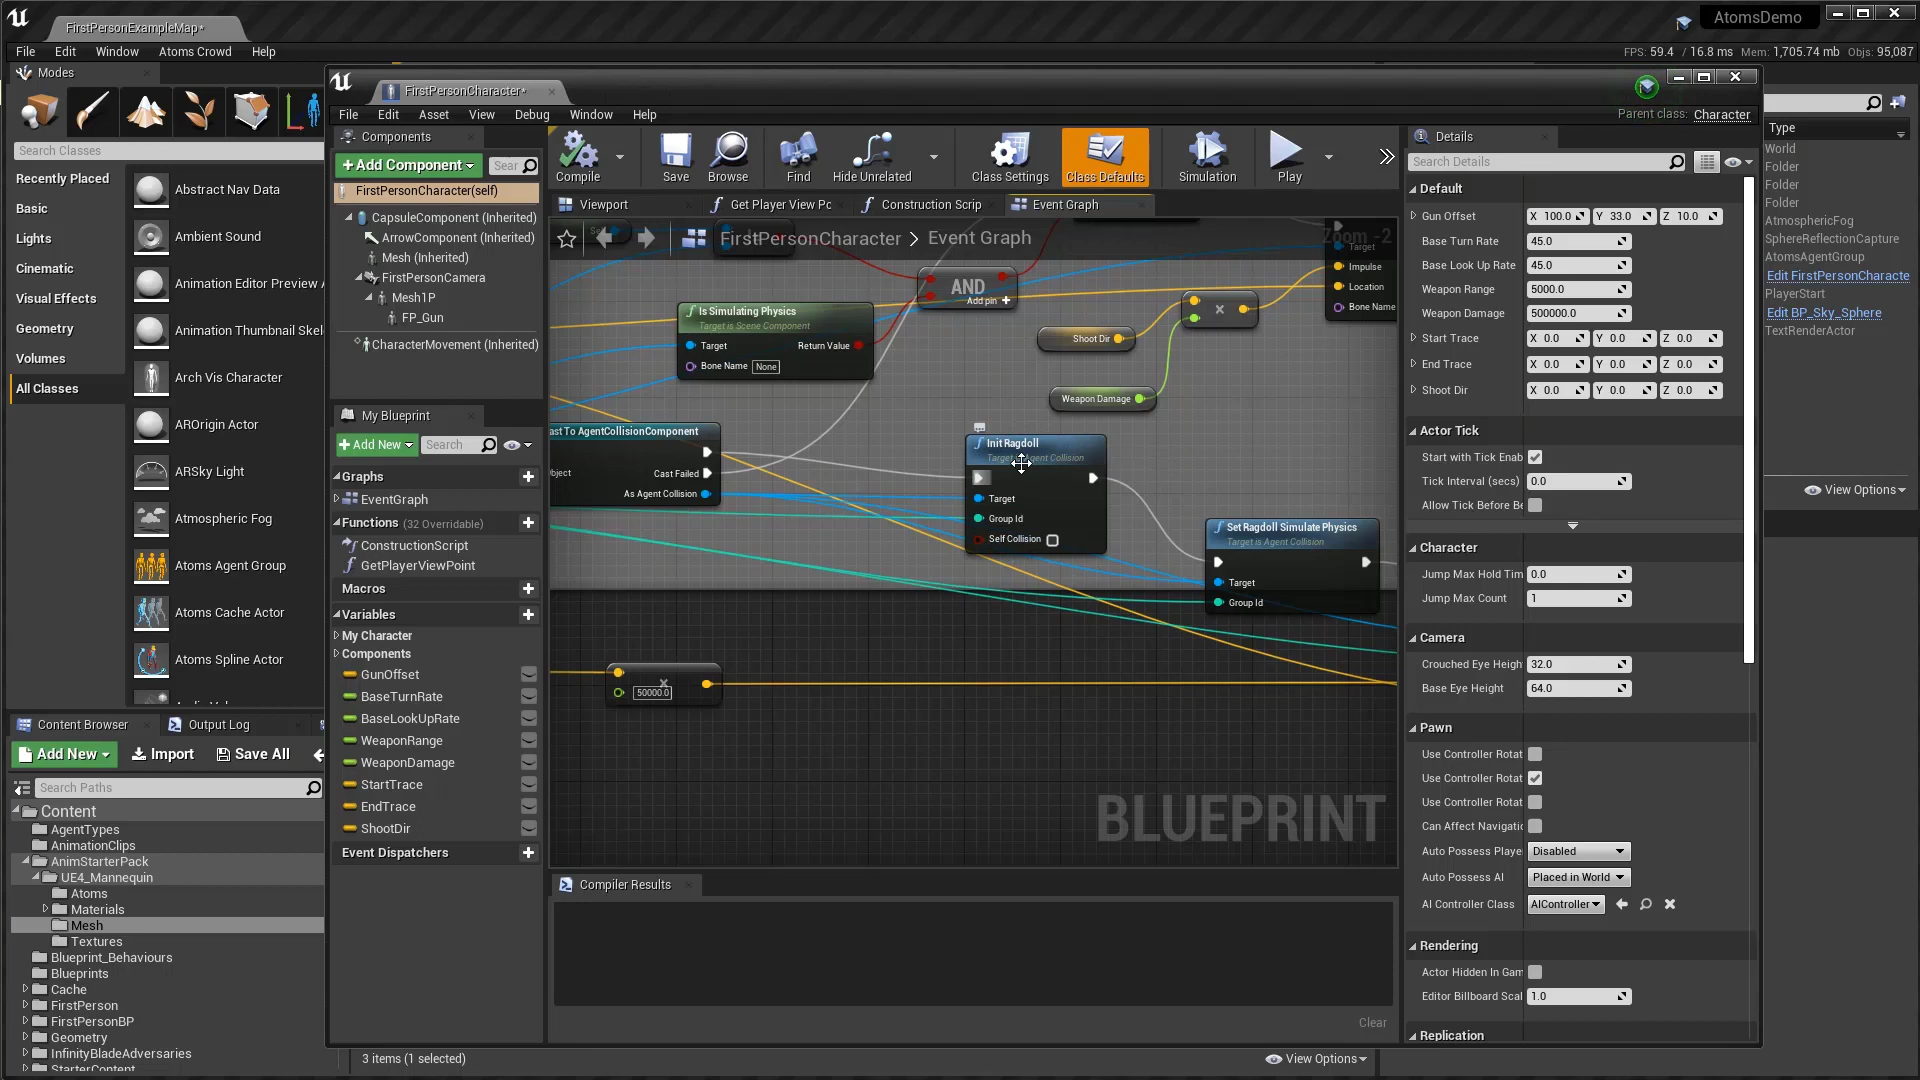 FirstPersonExampleMap*
AtomsDemo
File Edit Window Atoms Crowd Help
FPS: 59.4 / 16.8 ms Mem: 1,705.74 mb Objs: 95,087
Modes
Search Classes
Recently Placed
Basic
Lights
Cinematic
Visual Effects
Geometry
Volumes
All Classes
Abstract Nav Data
Ambient Sound
Animation Editor Preview A
Animation Thumbnail Skel
Arch Vis Character
AROrigin Actor
ARSky Light
Atmospheric Fog
Atoms Agent Group
Atoms Cache Actor
Atoms Spline Actor
Content Browser
Output Log
Add New
Import
Save All
Search Paths
Content
AgentTypes
AnimationClips
AnimStarterPack
UE4_Mannequin
Atoms
Materials
Mesh
Textures
Blueprint_Behaviours
Blueprints
Cache
FirstPerson
FirstPersonBP
Geometry
InfinityBladeAdversaries
StarterContent
3 items (1 selected)
View Options
FirstPersonCharacter*
File Edit Asset View Debug Window Help
Parent class: Character
Components
+Add Component
Sear
FirstPersonCharacter(self)
CapsuleComponent (Inherited)
ArrowComponent (Inherited)
Mesh (Inherited)
FirstPersonCamera
Mesh1P
FP_Gun
CharacterMovement (Inherited)
My Blueprint
+Add New
Search
Graphs
EventGraph
Functions (32 Overridable)
ConstructionScript
GetPlayerViewPoint
Macros
Variables
My Character
Components
GunOffset
BaseTurnRate
BaseLookUpRate
WeaponRange
WeaponDamage
StartTrace
EndTrace
ShootDir
Event Dispatchers
Compile
Save
Browse
Find
Hide Unrelated
Class Settings
Class Defaults
Simulation
Play
Viewport
Get Player View Pc
Construction Scrip
Event Graph
FirstPersonCharacter > Event Graph
Zoom -2
Target
Impulse
Location
Bone Name
AND
Add pin +
Is Simulating Physics
Target is Scene Component
Target
Return Value
Bone Name None
Shoot Dir
Weapon Damage
ast To AgentCollisionComponent
bject
Cast Failed
As Agent Collision
Init Ragdoll
Target is Agent Collision
Target
Group Id
Self Collision
Set Ragdoll Simulate Physics
Target is Agent Collision
Target
Group Id
50000.0
BLUEPRINT
Compiler Results
Clear
Details
Search Details
Default
Gun Offset X 100.0 Y 33.0 Z 10.0
Base Turn Rate 45.0
Base Look Up Rate 45.0
Weapon Range 5000.0
Weapon Damage 500000.0
Start Trace X 0.0 Y 0.0 Z 0.0
End Trace X 0.0 Y 0.0 Z 0.0
Shoot Dir X 0.0 Y 0.0 Z 0.0
Actor Tick
Start with Tick Enab
Tick Interval (secs) 0.0
Allow Tick Before Be
Character
Jump Max Hold Tim 0.0
Jump Max Count 1
Camera
Crouched Eye Heigh 32.0
Base Eye Height 64.0
Pawn
Use Controller Rotat
Use Controller Rotat
Use Controller Rotat
Can Affect Navigatic
Auto Possess Playe Disabled
Auto Possess AI Placed in World
AI Controller Class AIController
Rendering
Actor Hidden In Gam
Editor Billboard Scal 1.0
Replication
Type
World
Folder
Folder
Folder
AtmosphericFog
SphereReflectionCapture
AtomsAgentGroup
Edit FirstPersonCharacte
PlayerStart
Edit BP_Sky_Sphere
TextRenderActor
View Options